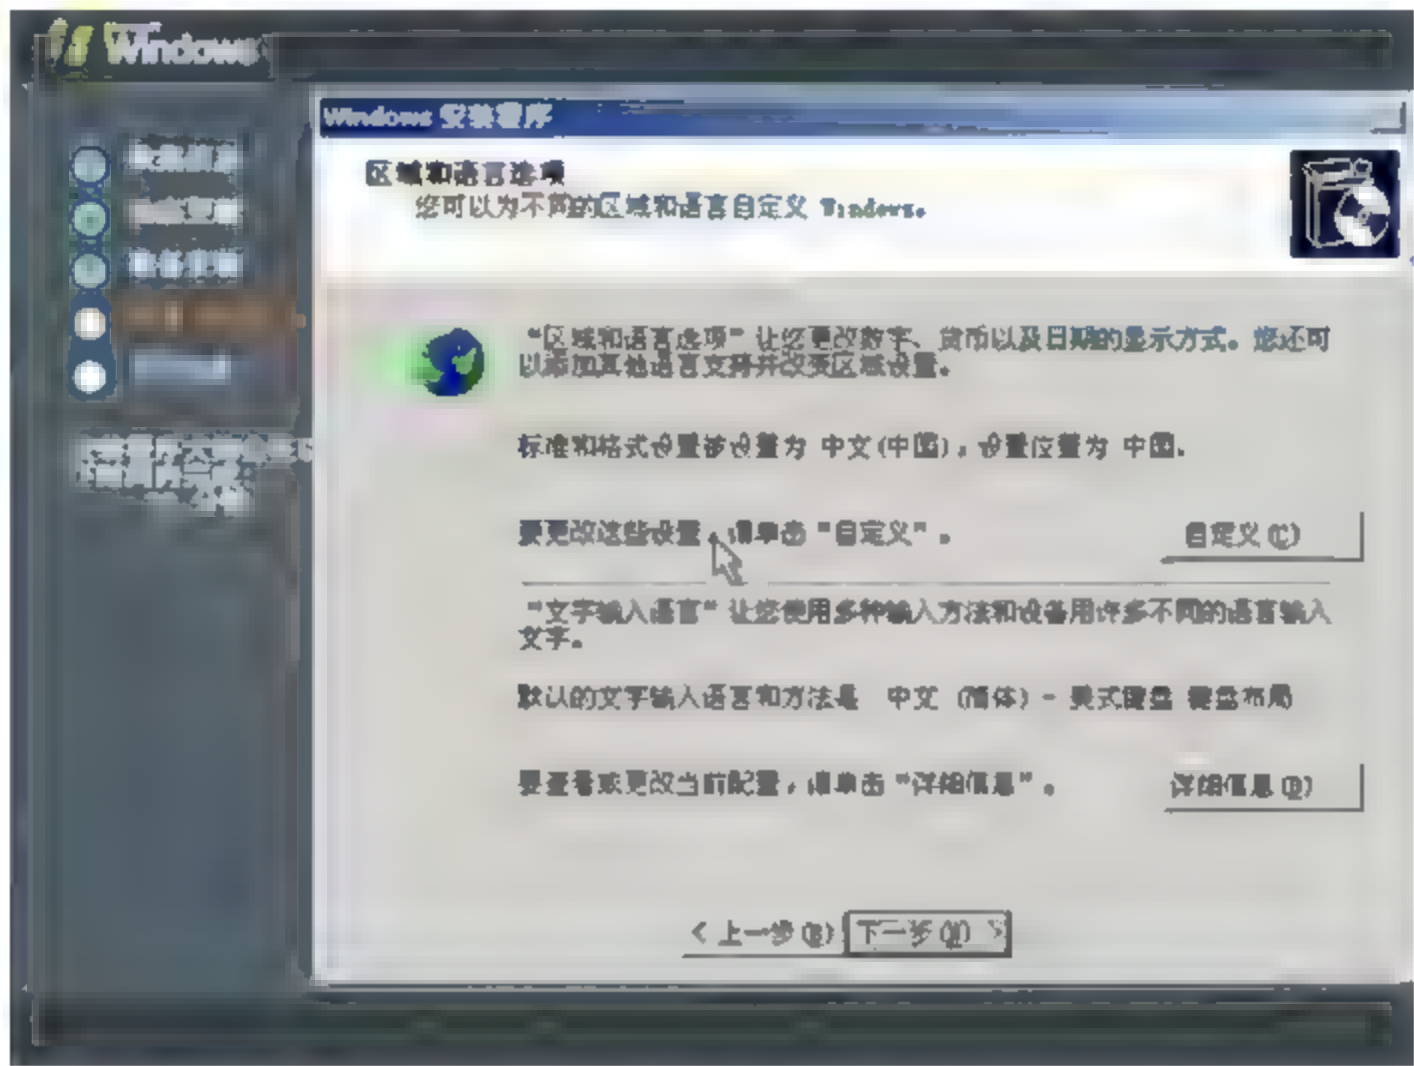 Windows
Windows 安装程序
区域和语言选项
您可以为不同的区域和语言自定义 Windows。
“区域和语言选项”让您更改数字、货币以及日期的显示方式。您还可
以添加其他语言支持并改变区域设置。
标准和格式设置被设置为 中文(中国)，设置位置为 中国.
要更改这些设置，请单击“自定义”。
自定义(C)
“文字输入语言”让您使用多种输入方法和设备用许多不同的语言输入
文字。
默认的文字输入语言和方法是 中文 (简体) - 美式键盘 键盘布局
要查看或更改当前配置，请单击“详细信息”。
详细信息(D)
< 上一步(B)
下一步(N) >